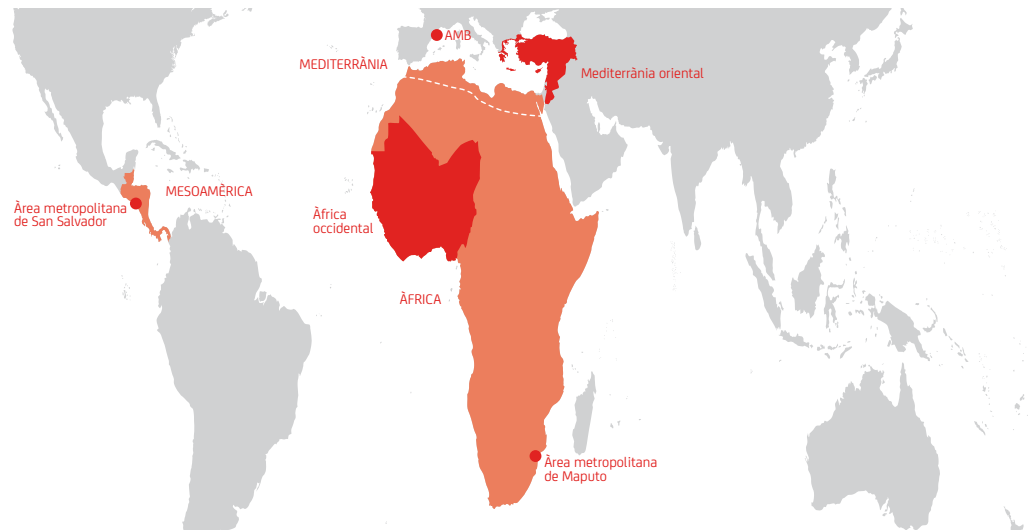 AMB
MEDITERRÀNIA
Mediterrània oriental
MESOAMÈRICA
Àrea metropolitana
de San Salvador
Àfrica
occidental
ÀFRICA
Àrea metropolitana
de Maputo